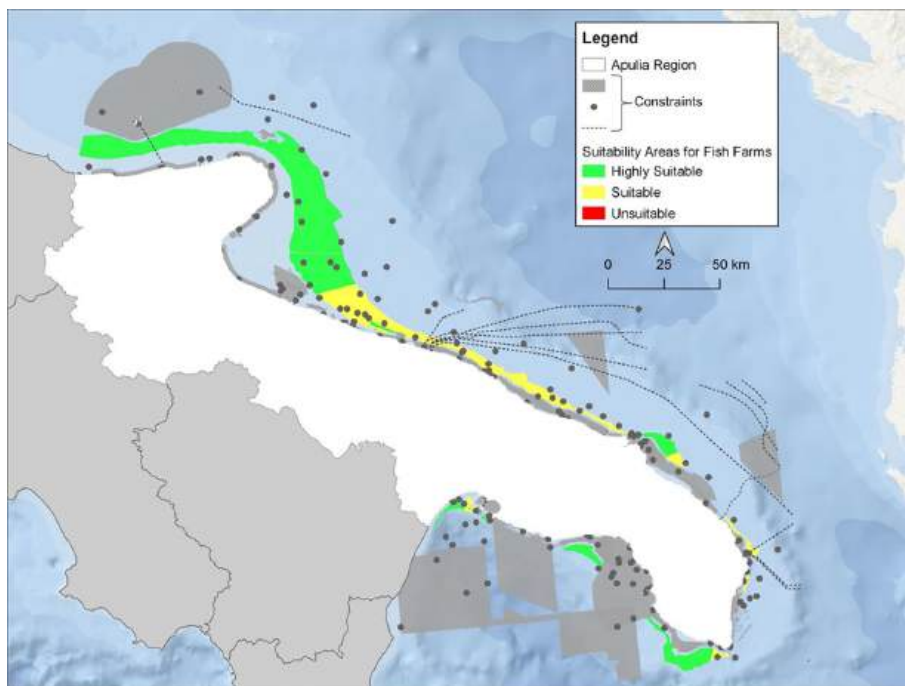 Legend
Apulia Region
Constraints
Suitability Areas for Fish Farms
Highly Suitable
Suitable
Unsuitable
0 25 50 km